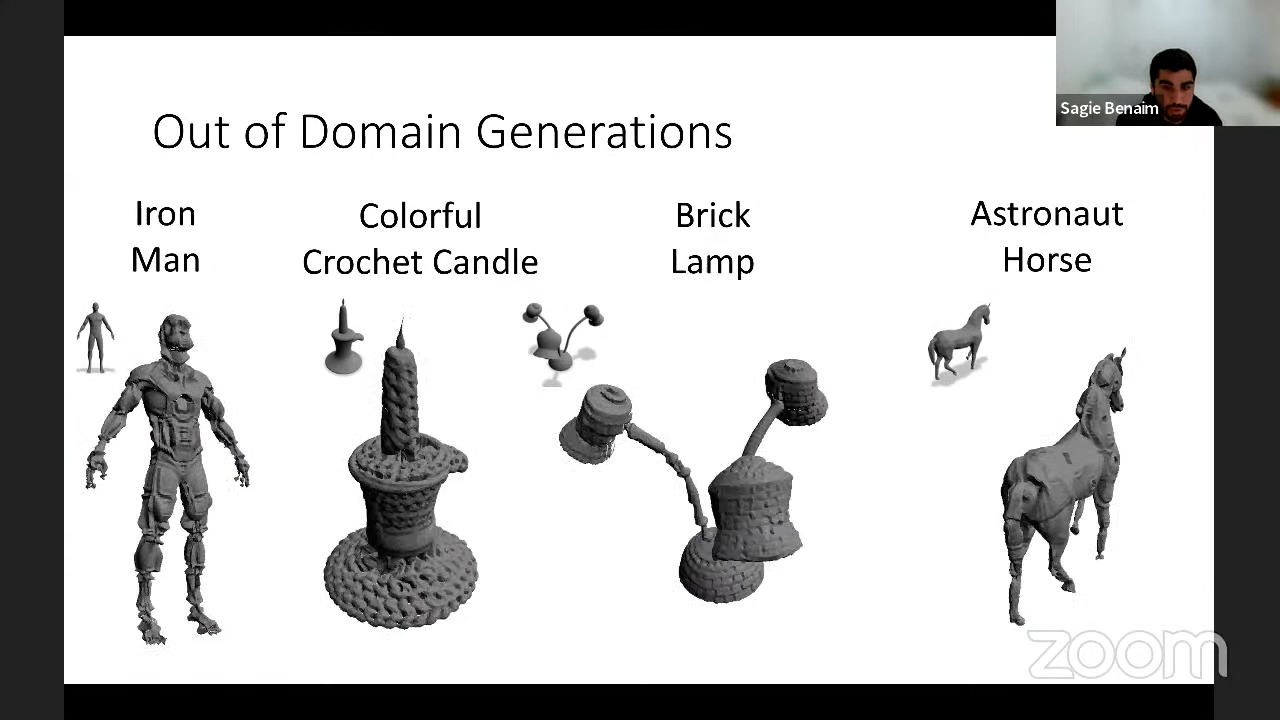 Sagie Benaim
Out of Domain Generations
Iron
Man
Colorful
Crochet Candle
Brick
Lamp
Astronaut
Horse
zoom